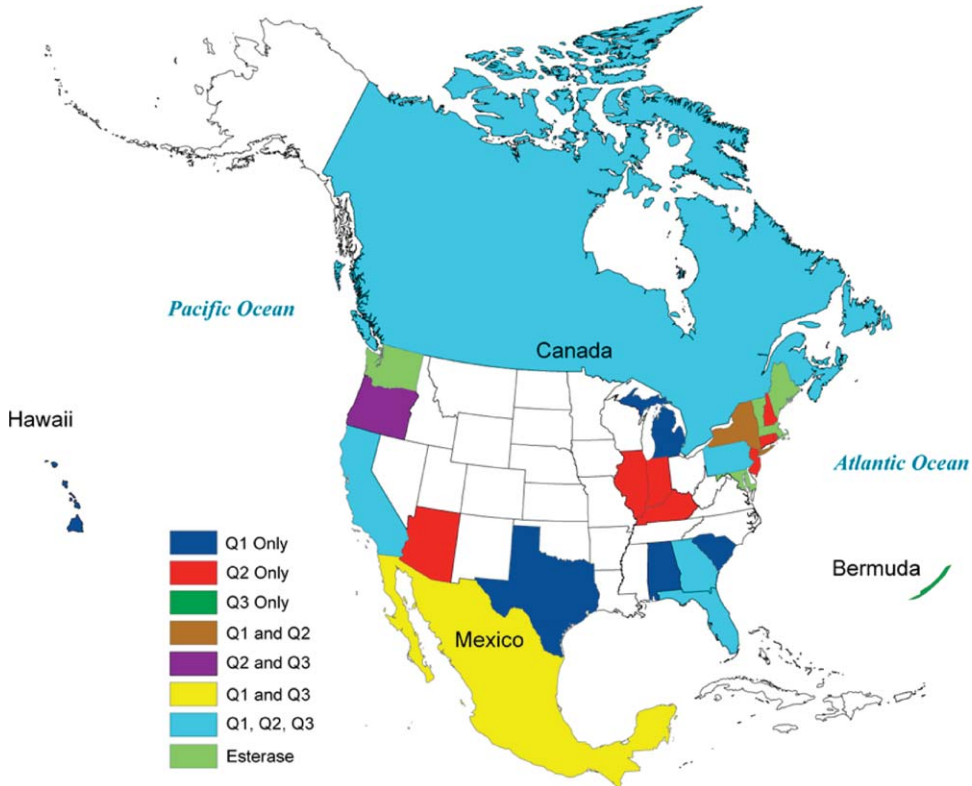 Canada
Pacific Ocean
Hawaii
Atlantic Ocean
Bermuda
Mexico
Q1 Only
Q2 Only
Q3 Only
Q1 and Q2
Q2 and Q3
Q1 and Q3
Q1, Q2, Q3
Esterase